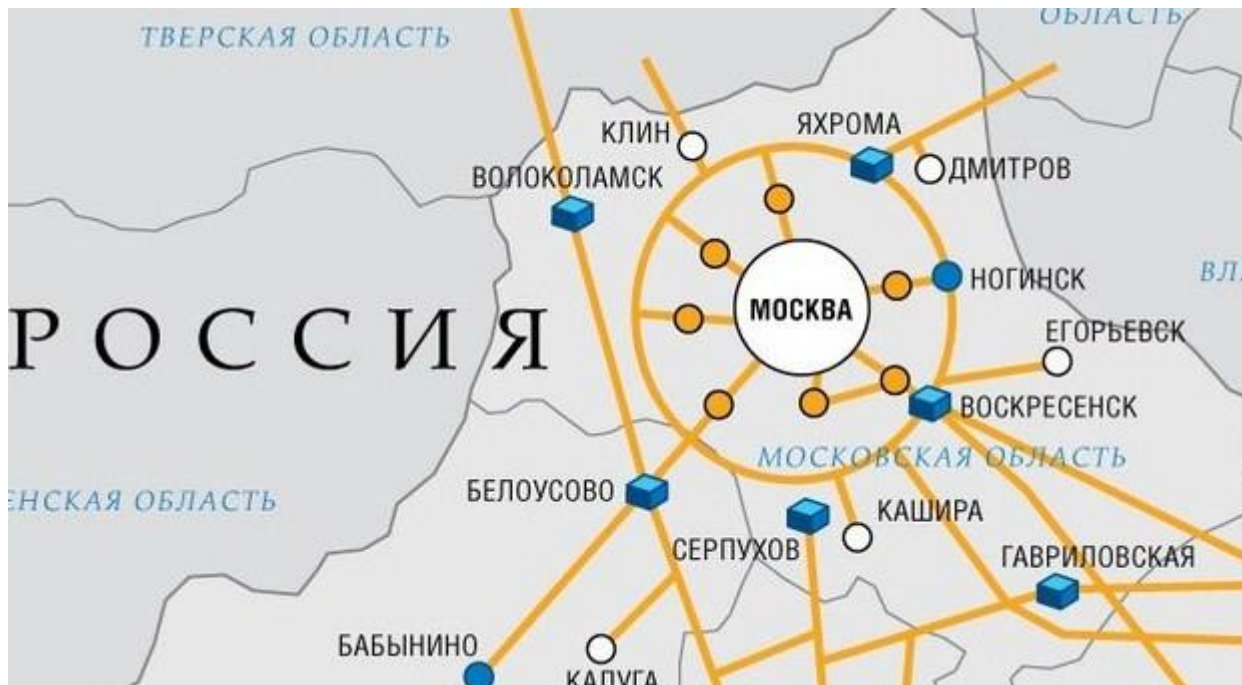 ОБЛАСТЬ
ТВЕРСКАЯ ОБЛАСТЬ
КЛИН
ЯХРОМА
ДМИТРОВ
ВОЛОКОЛАМСК
НОГИНСК
РОССИЯ
МОСКВА
ЕГОРЬЕВСК
ВОСКРЕСЕНСК
МОСКОВСКАЯ ОБЛАСТЬ
БЕЛОУСОВО
ЕНСКАЯ ОБЛАСТЬ
КАШИРА
СЕРПУХОВ
ГАВРИЛОВСКАЯ
БАБЫНИНО
КАЛУГА